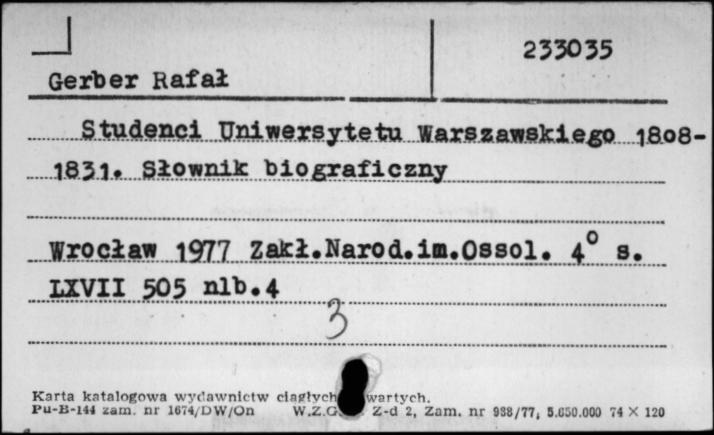 233035
Gerber Rafał
Studenci Uniwersytetu Warszawskiego 1808-
1831. Słownik biograficzny
Wrocław 1977 Zakł.Narod.im.Ossol. 4° s.
LXVII 505 nlb.4
3
Karta katalogowa wydawnictw ciągłych wartych.
Pu-B-144 zam. nr 1674/DW/On W.Z.G Z-d 2, Zam. nr 988/77, 5.650.000 74 X 120